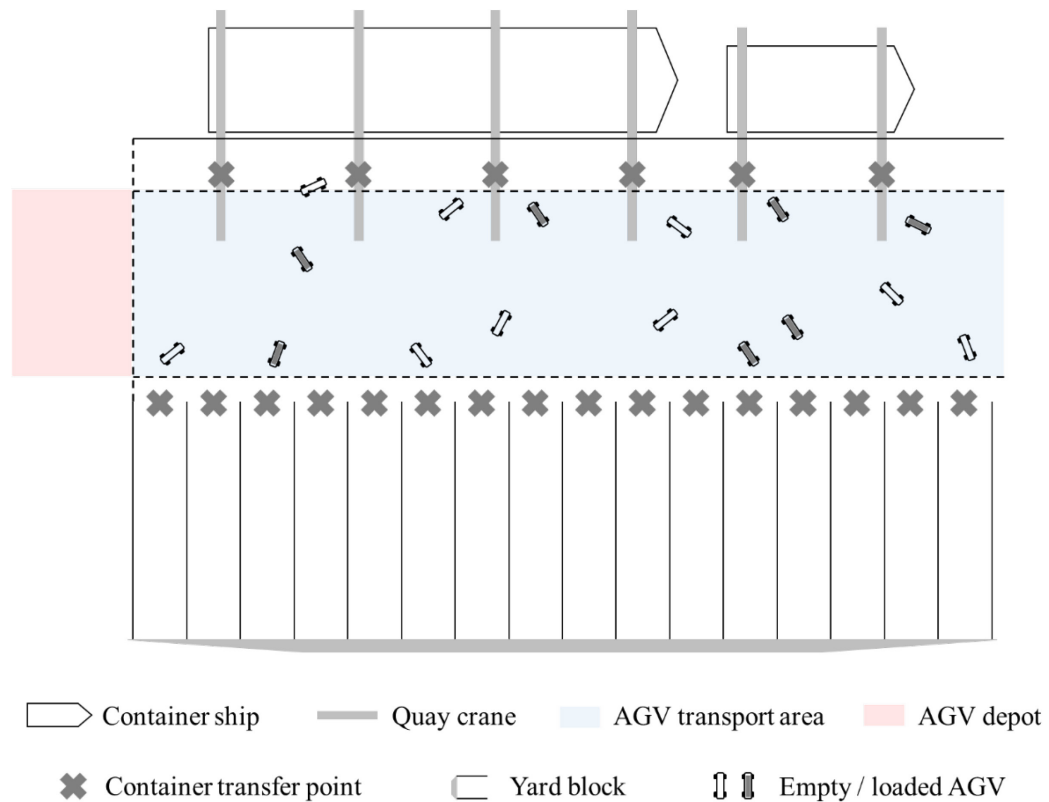 Container ship
Quay crane
AGV transport area
AGV depot
Container transfer point
Yard block
Empty / loaded AGV